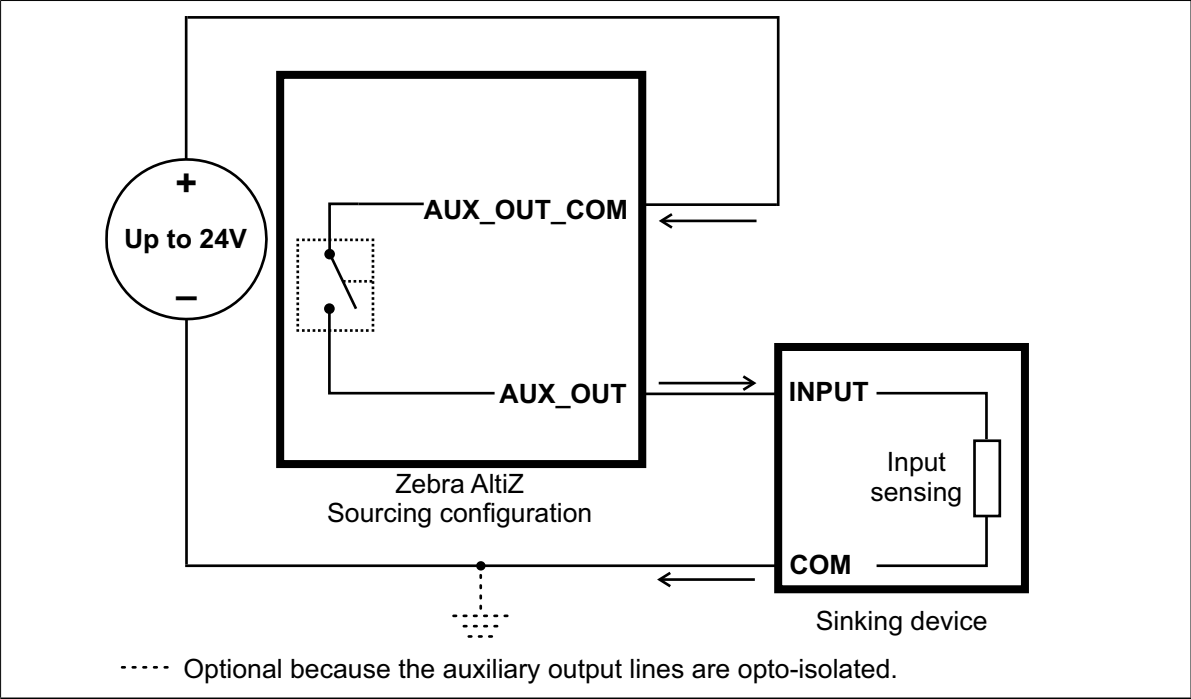 +
Up to 24V
–
AUX_OUT_COM
AUX_OUT
Zebra AltiZ
Sourcing configuration
INPUT
Input
sensing
COM
Sinking device
Optional because the auxiliary output lines are opto-isolated.